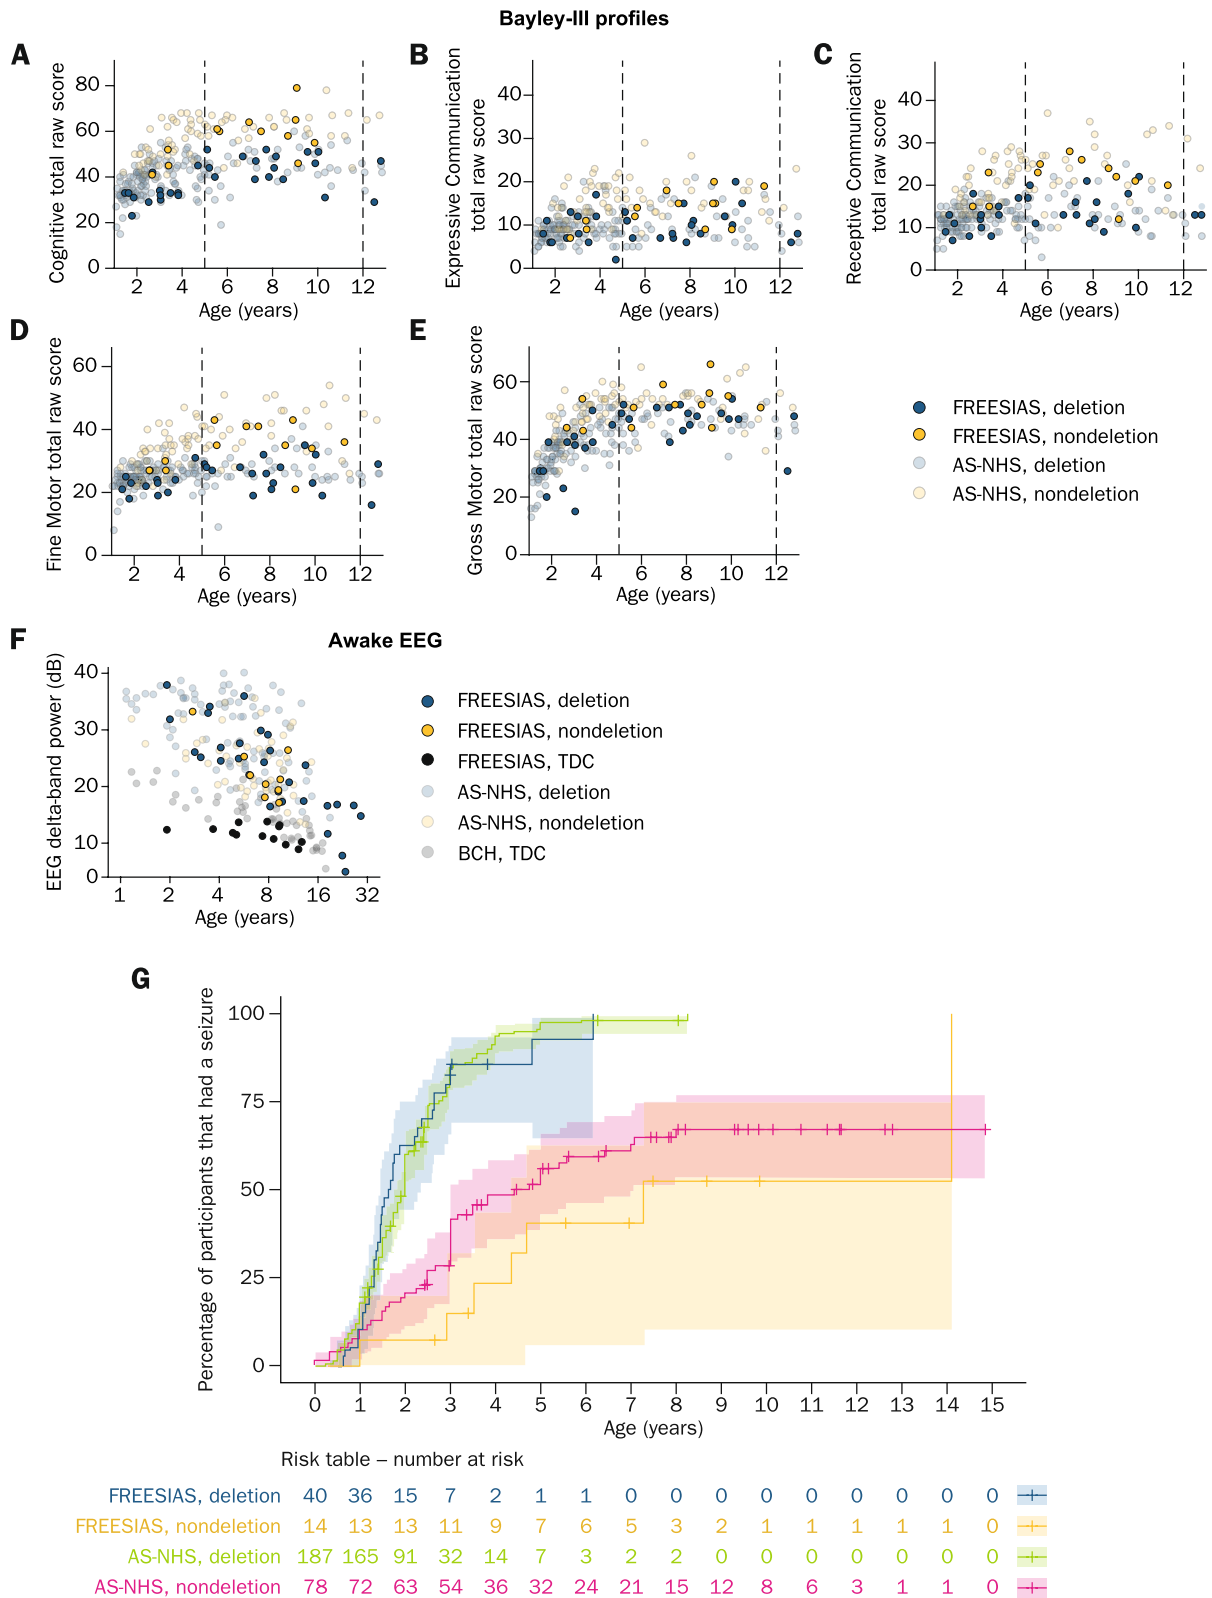 Bayley-III profiles
A
B
C
Cognitive total raw score
80
60
40
20
0
2 4 6 8 10 12
Age (years)
Expressive Communication
total raw score
40
30
20
10
0
2 4 6 8 10 12
Age (years)
Receptive Communication
total raw score
40
30
20
10
0
2 4 6 8 10 12
Age (years)
D
E
Fine Motor total raw score
60
40
20
0
2 4 6 8 10 12
Age (years)
Gross Motor total raw score
60
40
20
0
2 4 6 8 10 12
Age (years)
FREESIAS, deletion
FREESIAS, nondeletion
AS-NHS, deletion
AS-NHS, nondeletion
F
Awake EEG
EEG delta-band power (dB)
40
30
20
10
0
1 2 4 8 16 32
Age (years)
FREESIAS, deletion
FREESIAS, nondeletion
FREESIAS, TDC
AS-NHS, deletion
AS-NHS, nondeletion
BCH, TDC
G
Percentage of participants that had a seizure
100
75
50
25
0
0 1 2 3 4 5 6 7 8 9 10 11 12 13 14 15
Age (years)
Risk table – number at risk
FREESIAS, deletion 40 36 15 7 2 1 1 0 0 0 0 0 0 0 0 0
FREESIAS, nondeletion 14 13 13 11 9 7 6 5 3 2 1 1 1 1 1 0
AS-NHS, deletion 187 165 91 32 14 7 3 2 2 0 0 0 0 0 0 0
AS-NHS, nondeletion 78 72 63 54 36 32 24 21 15 12 8 6 3 1 1 0